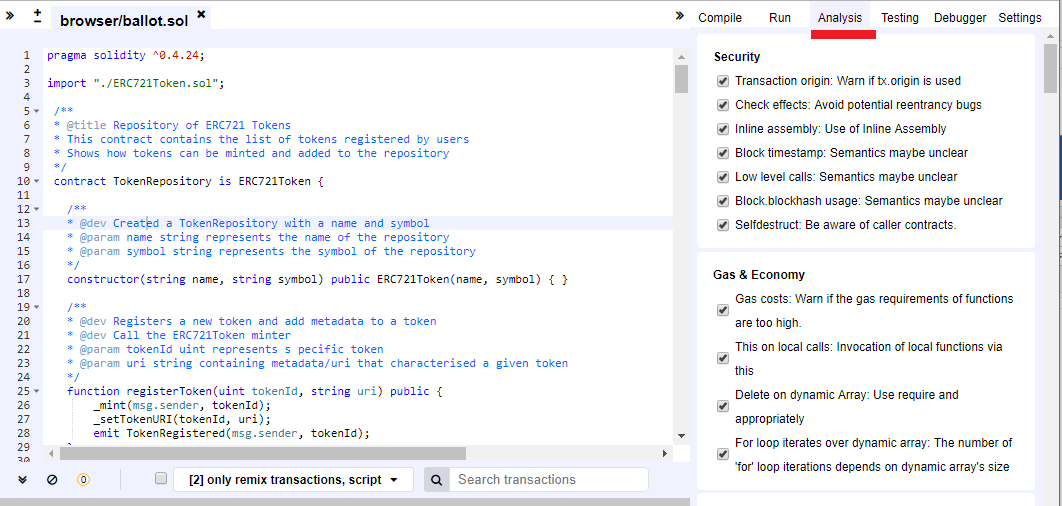 browser/ballot.sol
Compile Run Analysis Testing Debugger Settings
1 pragma solidity ^0.4.24;
2
3 import "./ERC721Token.sol";
4
5 /**
6 * @title Repository of ERC721 Tokens
7 * This contract contains the list of tokens registered by users
8 * Shows how tokens can be minted and added to the repository
9 */
10 contract TokenRepository is ERC721Token {
11
12 /**
13 * @dev Created a TokenRepository with a name and symbol
14 * @param name string represents the name of the repository
15 * @param symbol string represents the symbol of the repository
16 */
17 constructor(string name, string symbol) public ERC721Token(name, symbol) { }
18
19 /**
20 * @dev Registers a new token and add metadata to a token
21 * @dev Call the ERC721Token minter
22 * @param tokenId uint represents s pecific token
23 * @param uri string containing metadata/uri that characterised a given token
24 */
25 function registerToken(uint tokenId, string uri) public {
26 _mint(msg.sender, tokenId);
27 _setTokenURI(tokenId, uri);
28 emit TokenRegistered(msg.sender, tokenId);
29 }
30
0
[2] only remix transactions, script
Search transactions
Security
Transaction origin: Warn if tx.origin is used
Check effects: Avoid potential reentrancy bugs
Inline assembly: Use of Inline Assembly
Block timestamp: Semantics maybe unclear
Low level calls: Semantics maybe unclear
Block.blockhash usage: Semantics maybe unclear
Selfdestruct: Be aware of caller contracts.
Gas & Economy
Gas costs: Warn if the gas requirements of functions
are too high.
This on local calls: Invocation of local functions via
this
Delete on dynamic Array: Use require and
appropriately
For loop iterates over dynamic array: The number of
'for' loop iterations depends on dynamic array's size